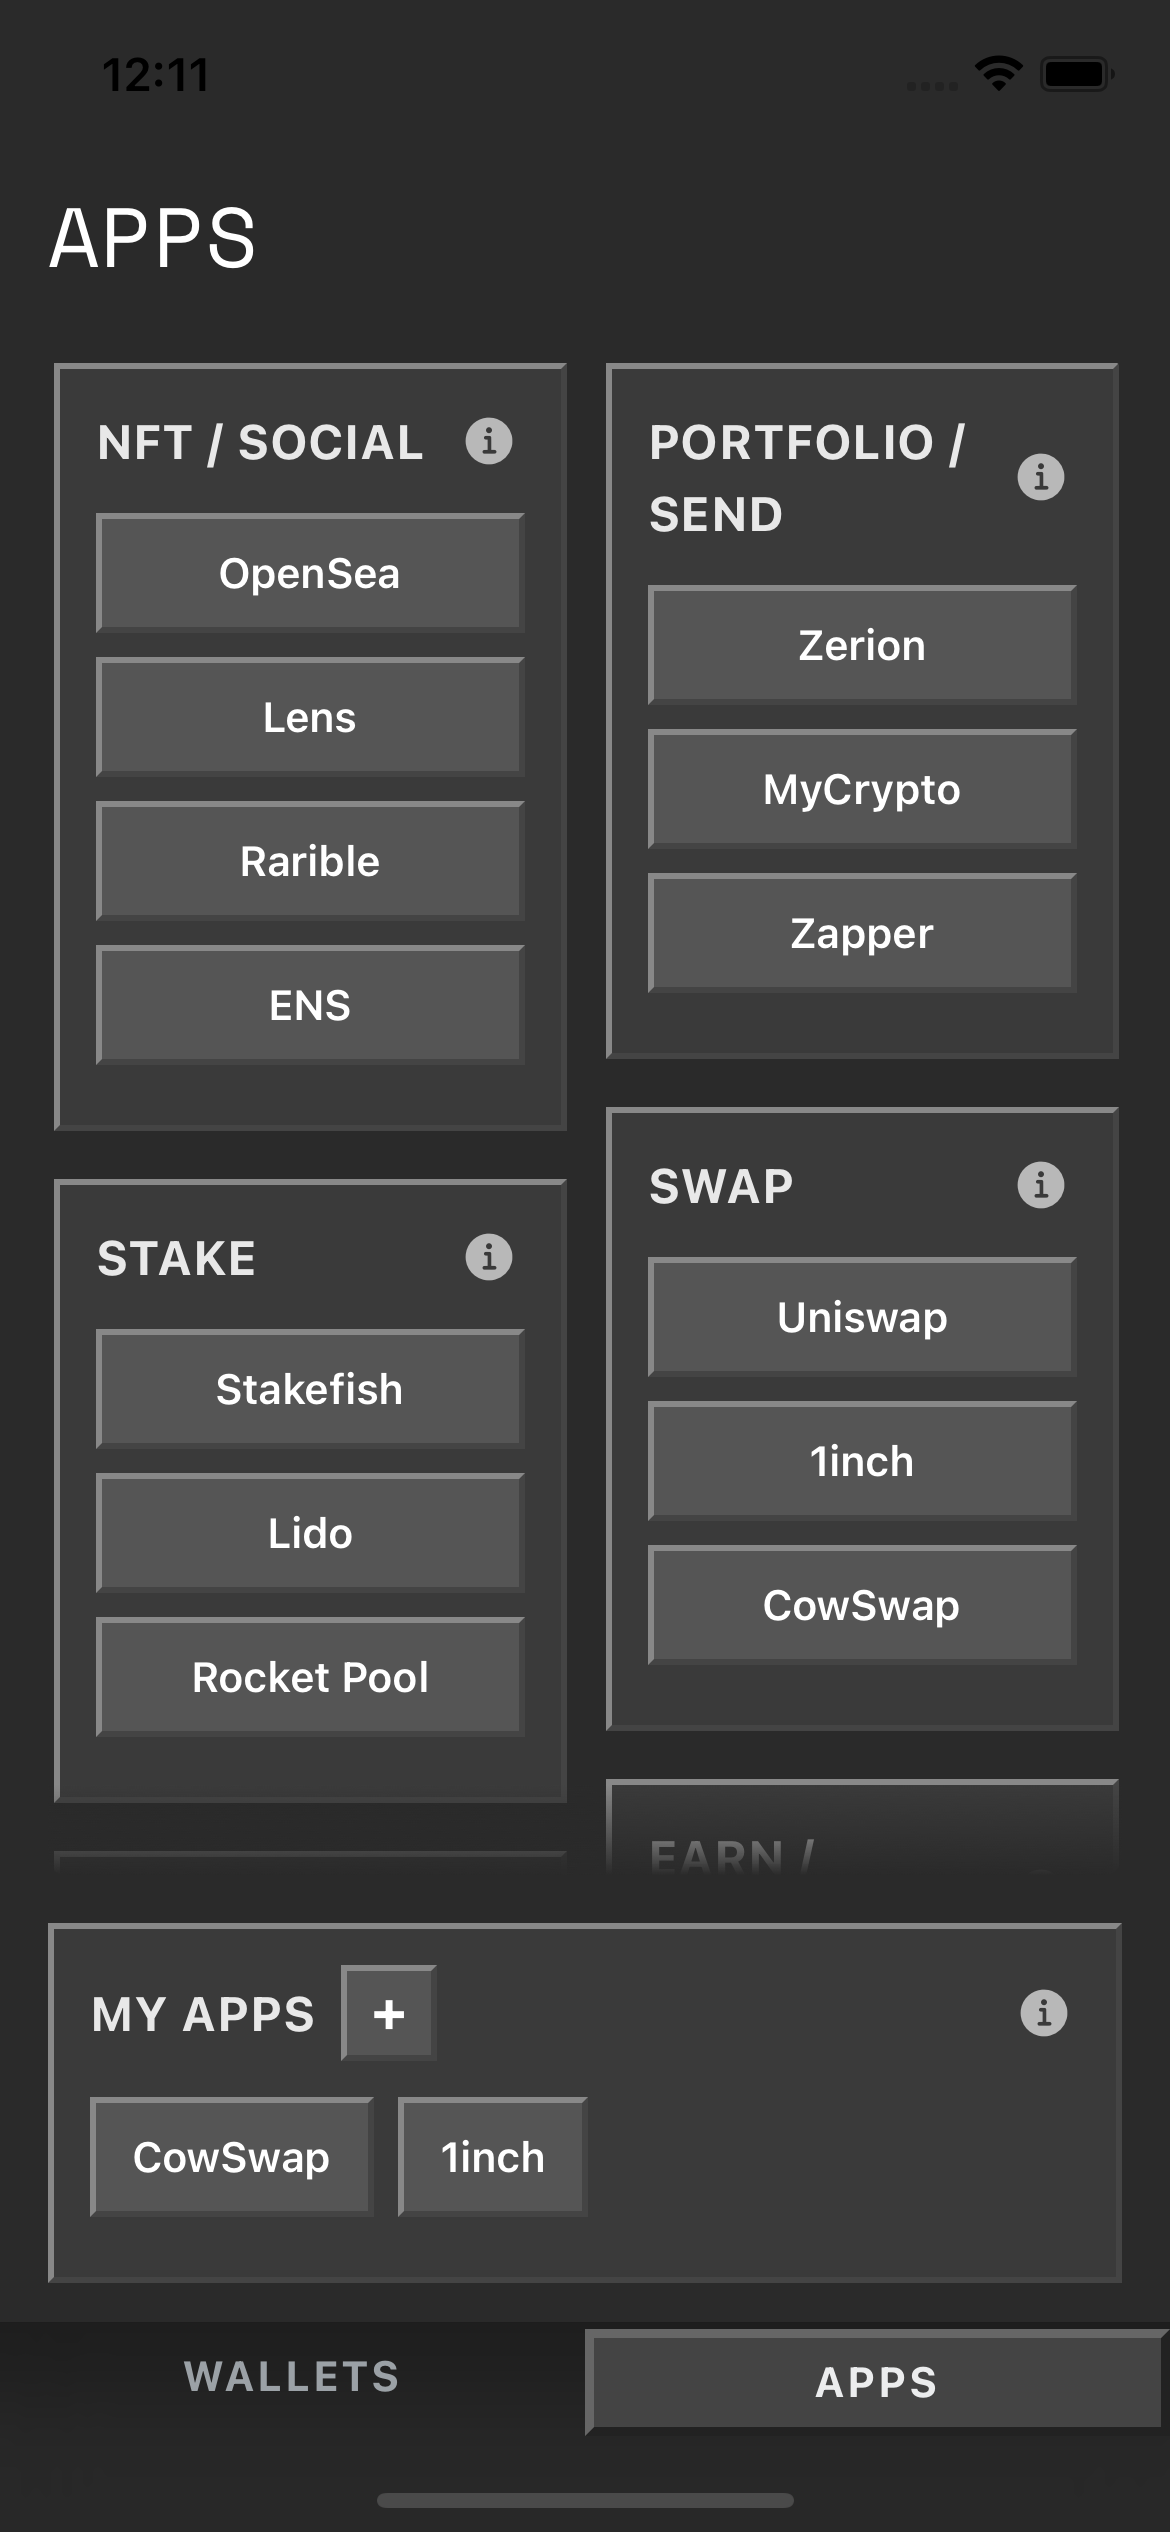 12:11
APPS
NFT / SOCIAL
OpenSea
Lens
Rarible
ENS
STAKE
Stakefish
Lido
Rocket Pool
PORTFOLIO /
SEND
Zerion
MyCrypto
Zapper
SWAP
Uniswap
1inch
CowSwap
EARN /
MY APPS +
CowSwap
1inch
WALLETS
APPS